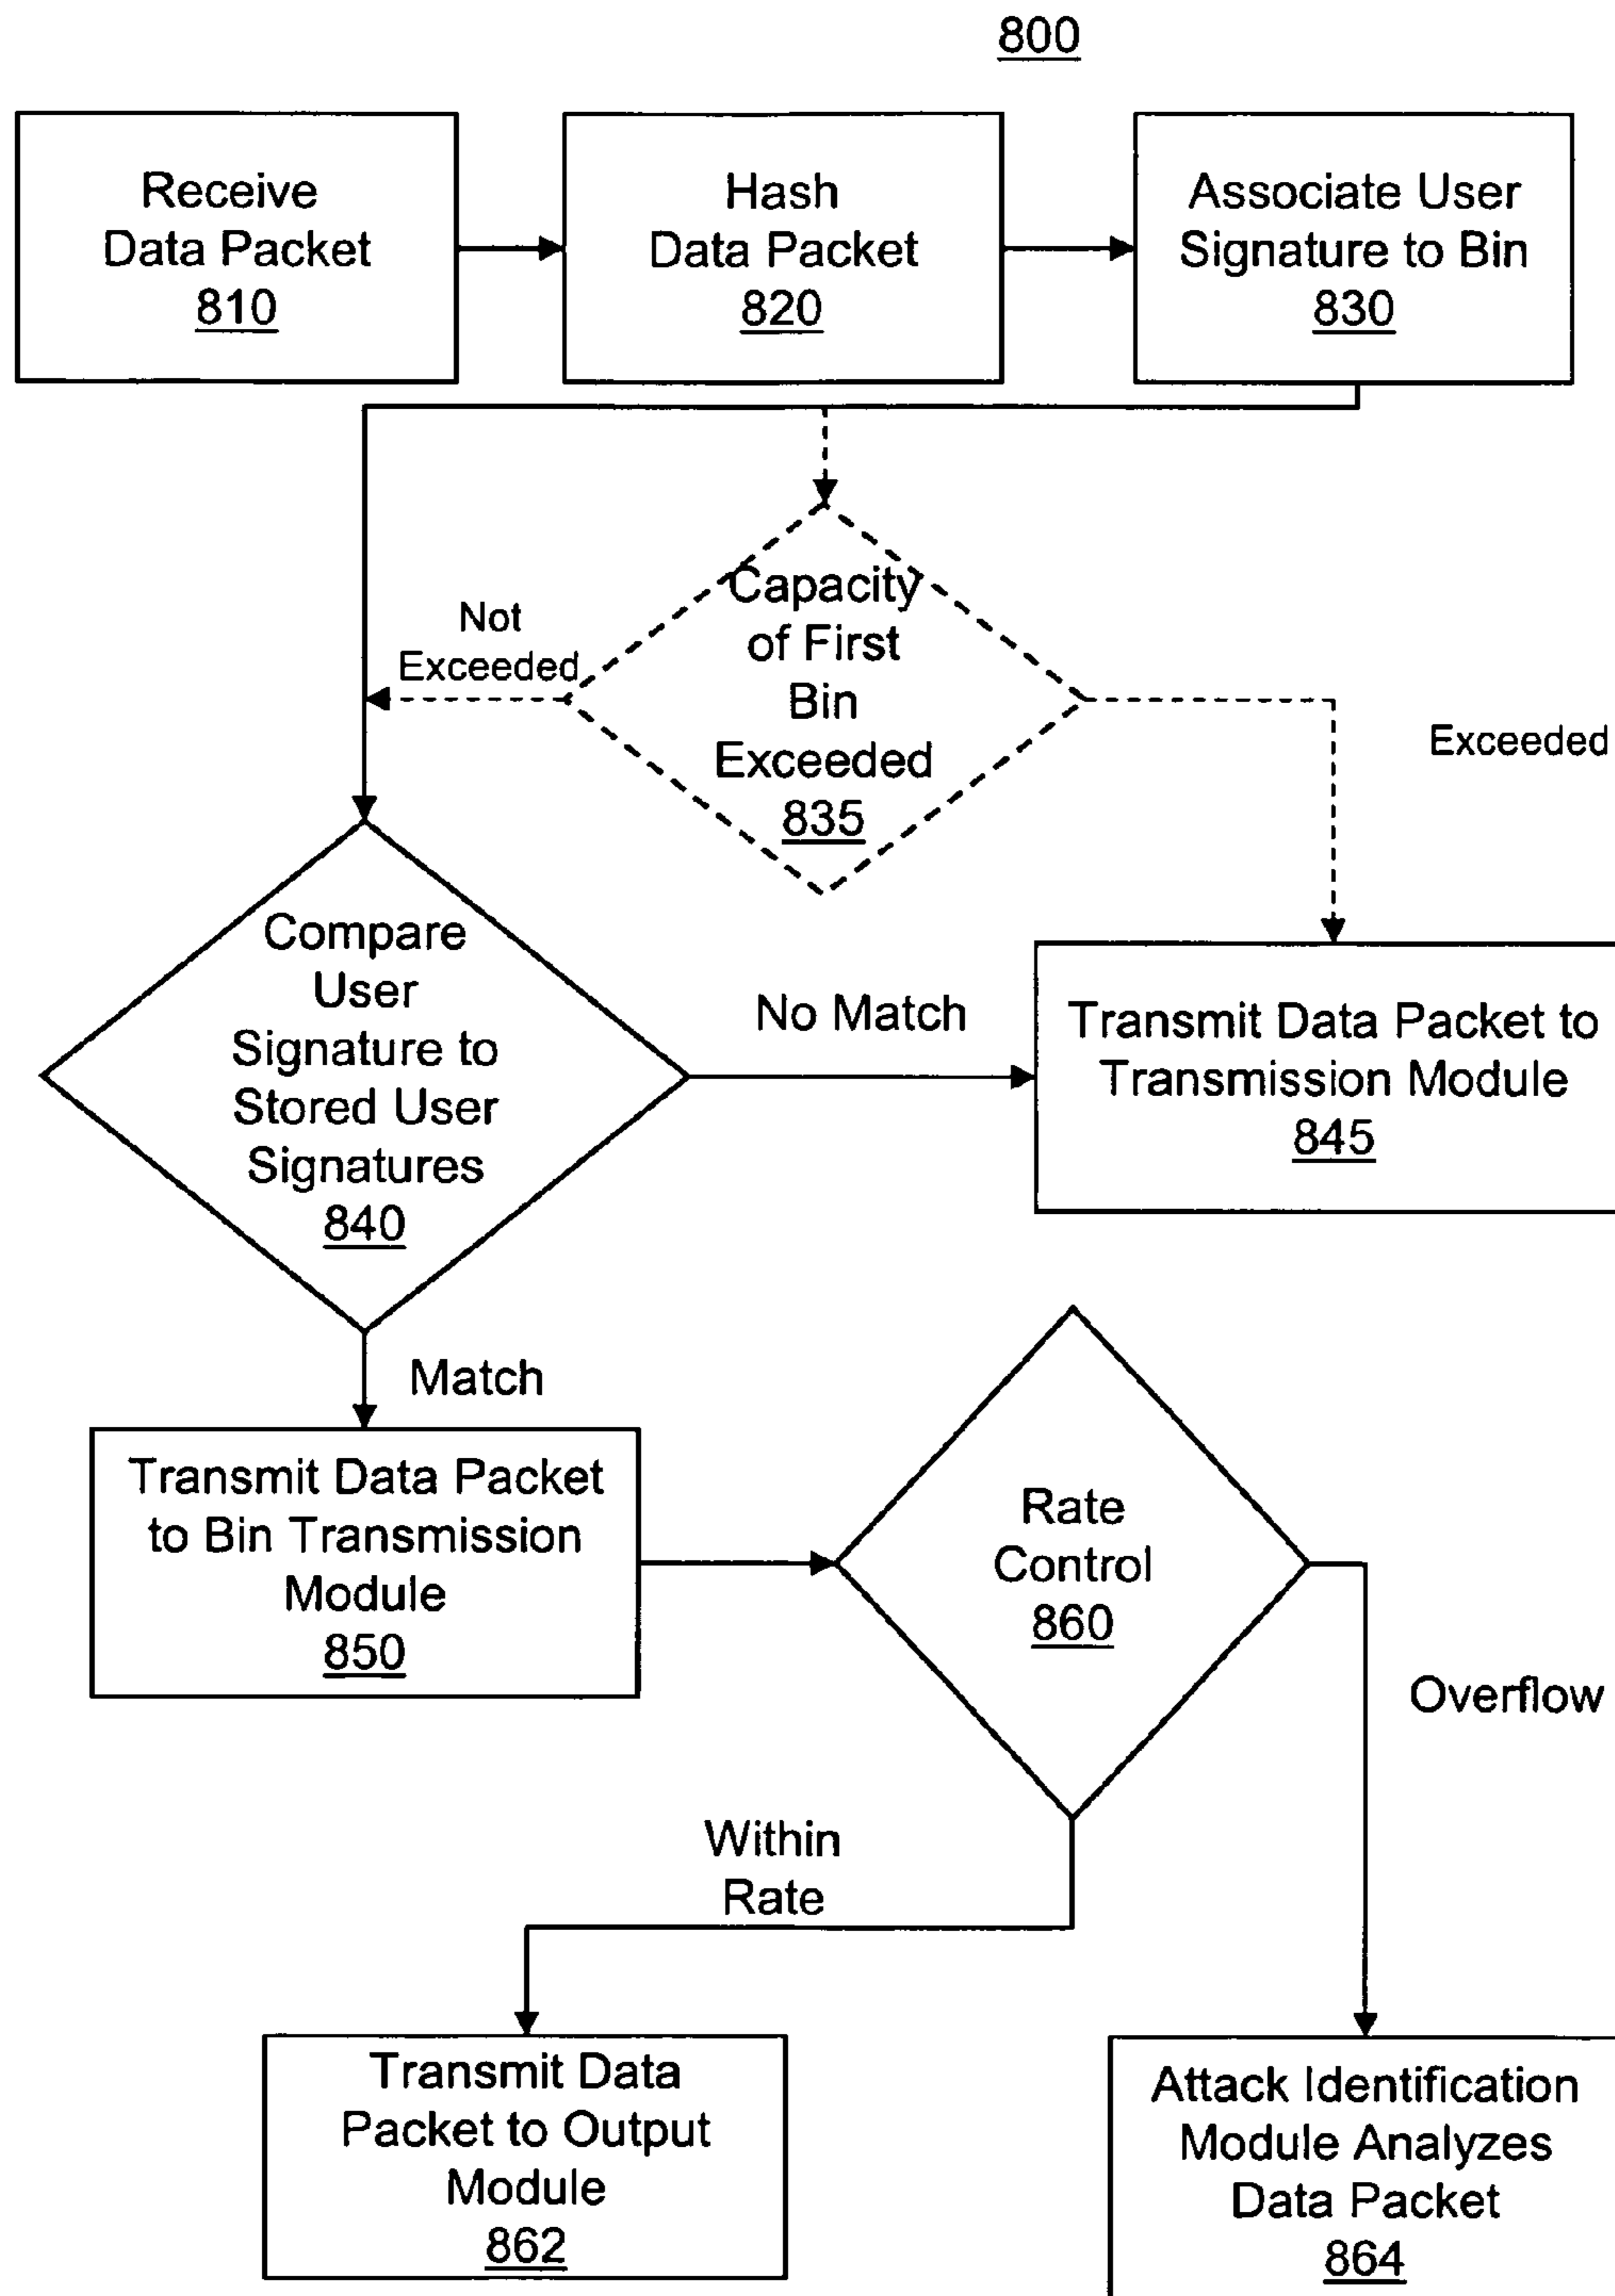 800
Receive
Data Packet
810
Hash
Data Packet
820
Associate User
Signature to Bin
830
Capacity
of First
Bin
Exceeded
835
Not
Exceeded
Exceeded
Compare
User
Signature to
Stored User
Signatures
840
No Match
Transmit Data Packet to
Transmission Module
845
Match
Transmit Data Packet
to Bin Transmission
Module
850
Rate
Control
860
Overflow
Within
Rate
Transmit Data
Packet to Output
Module
862
Attack Identification
Module Analyzes
Data Packet
864